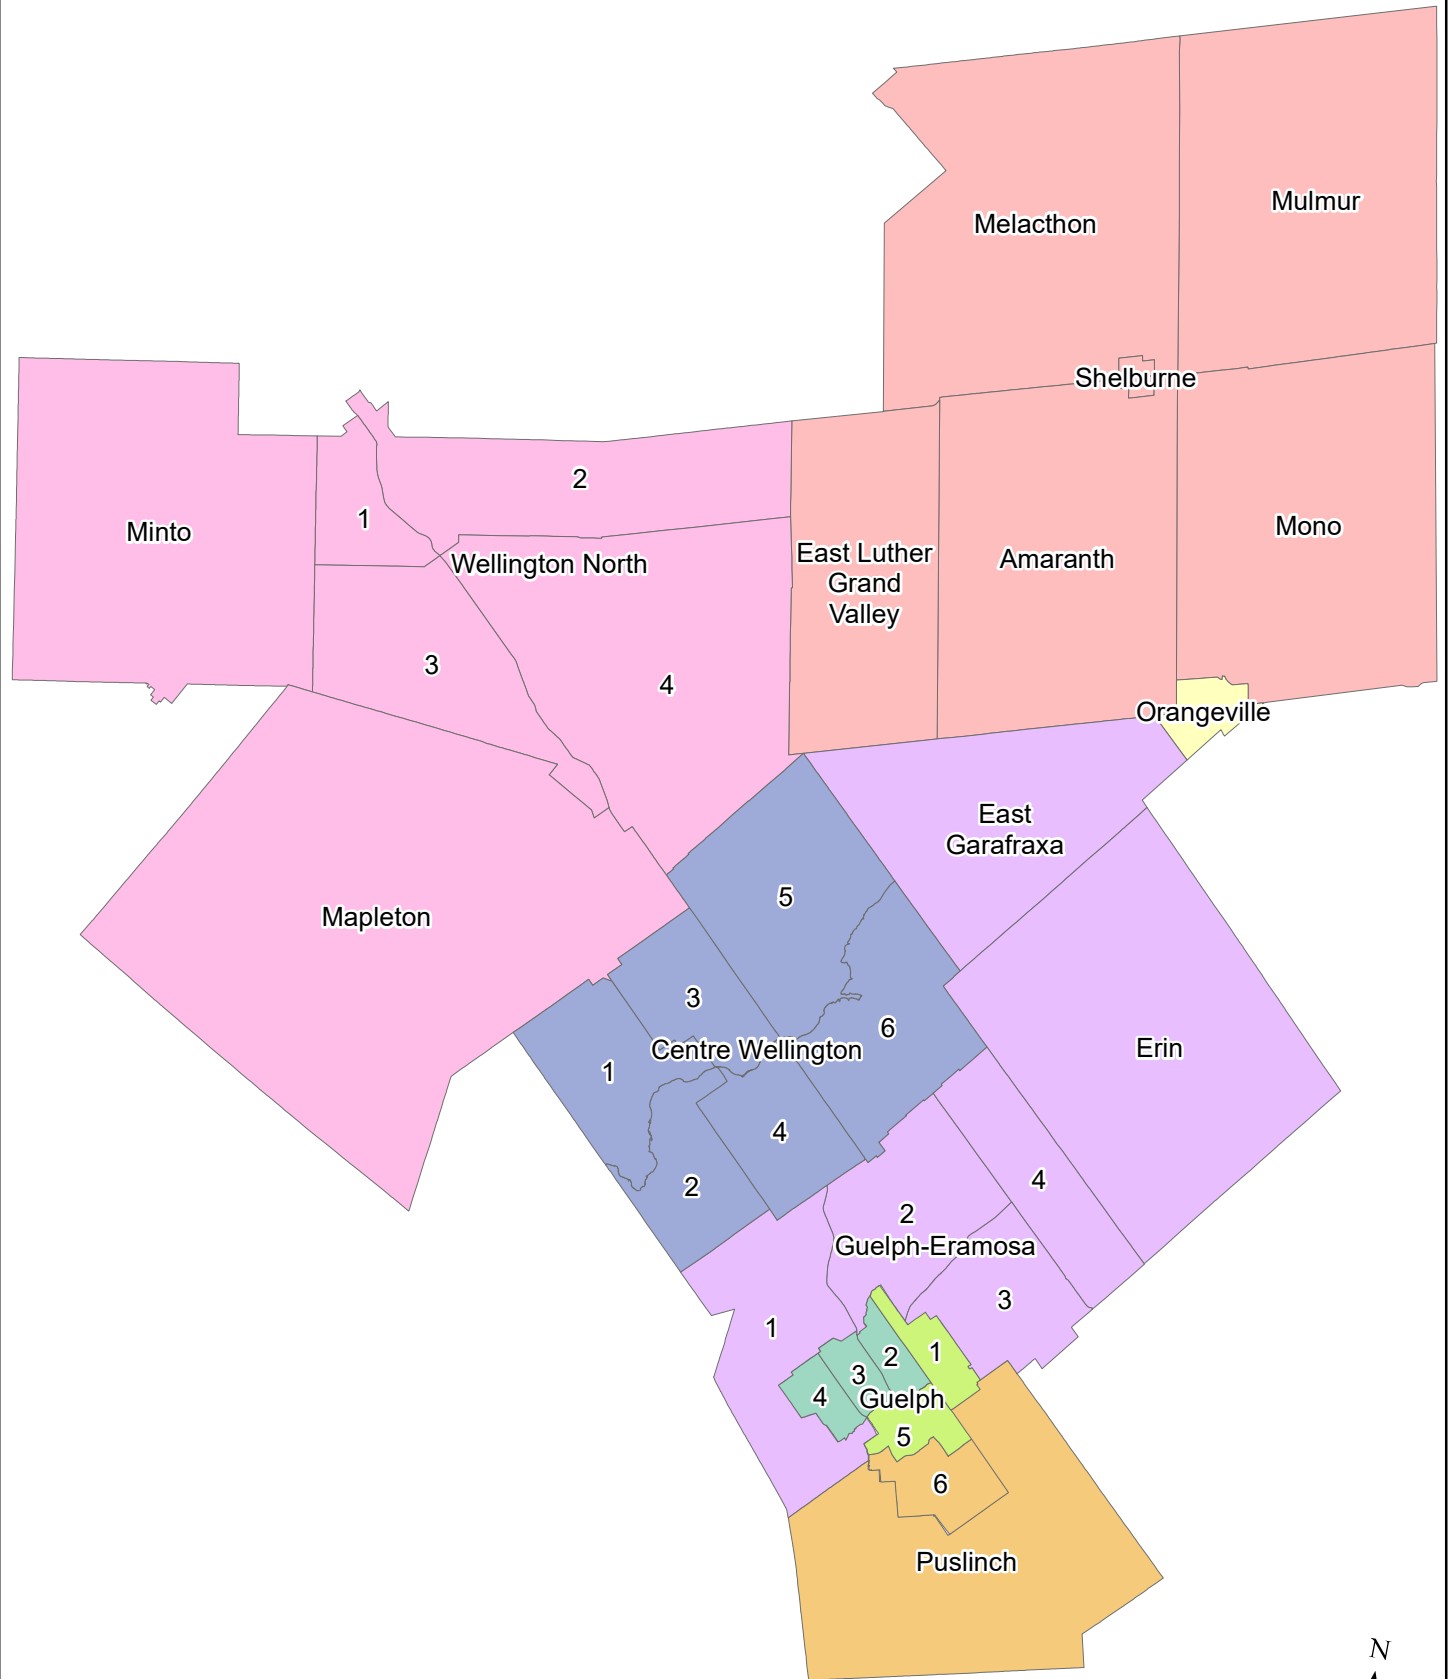 Mulmur
Melacthon
Shelburne
2
1
Minto
Mono
East Luther
Grand
Valley
Amaranth
Wellington North
3
4
Orangeville
East
Garafraxa
5
Mapleton
3
6
Centre Wellington
Erin
1
4
2
4
2
Guelph-Eramosa
3
1
1
2
3
4
Guelph
5
6
Puslinch
N